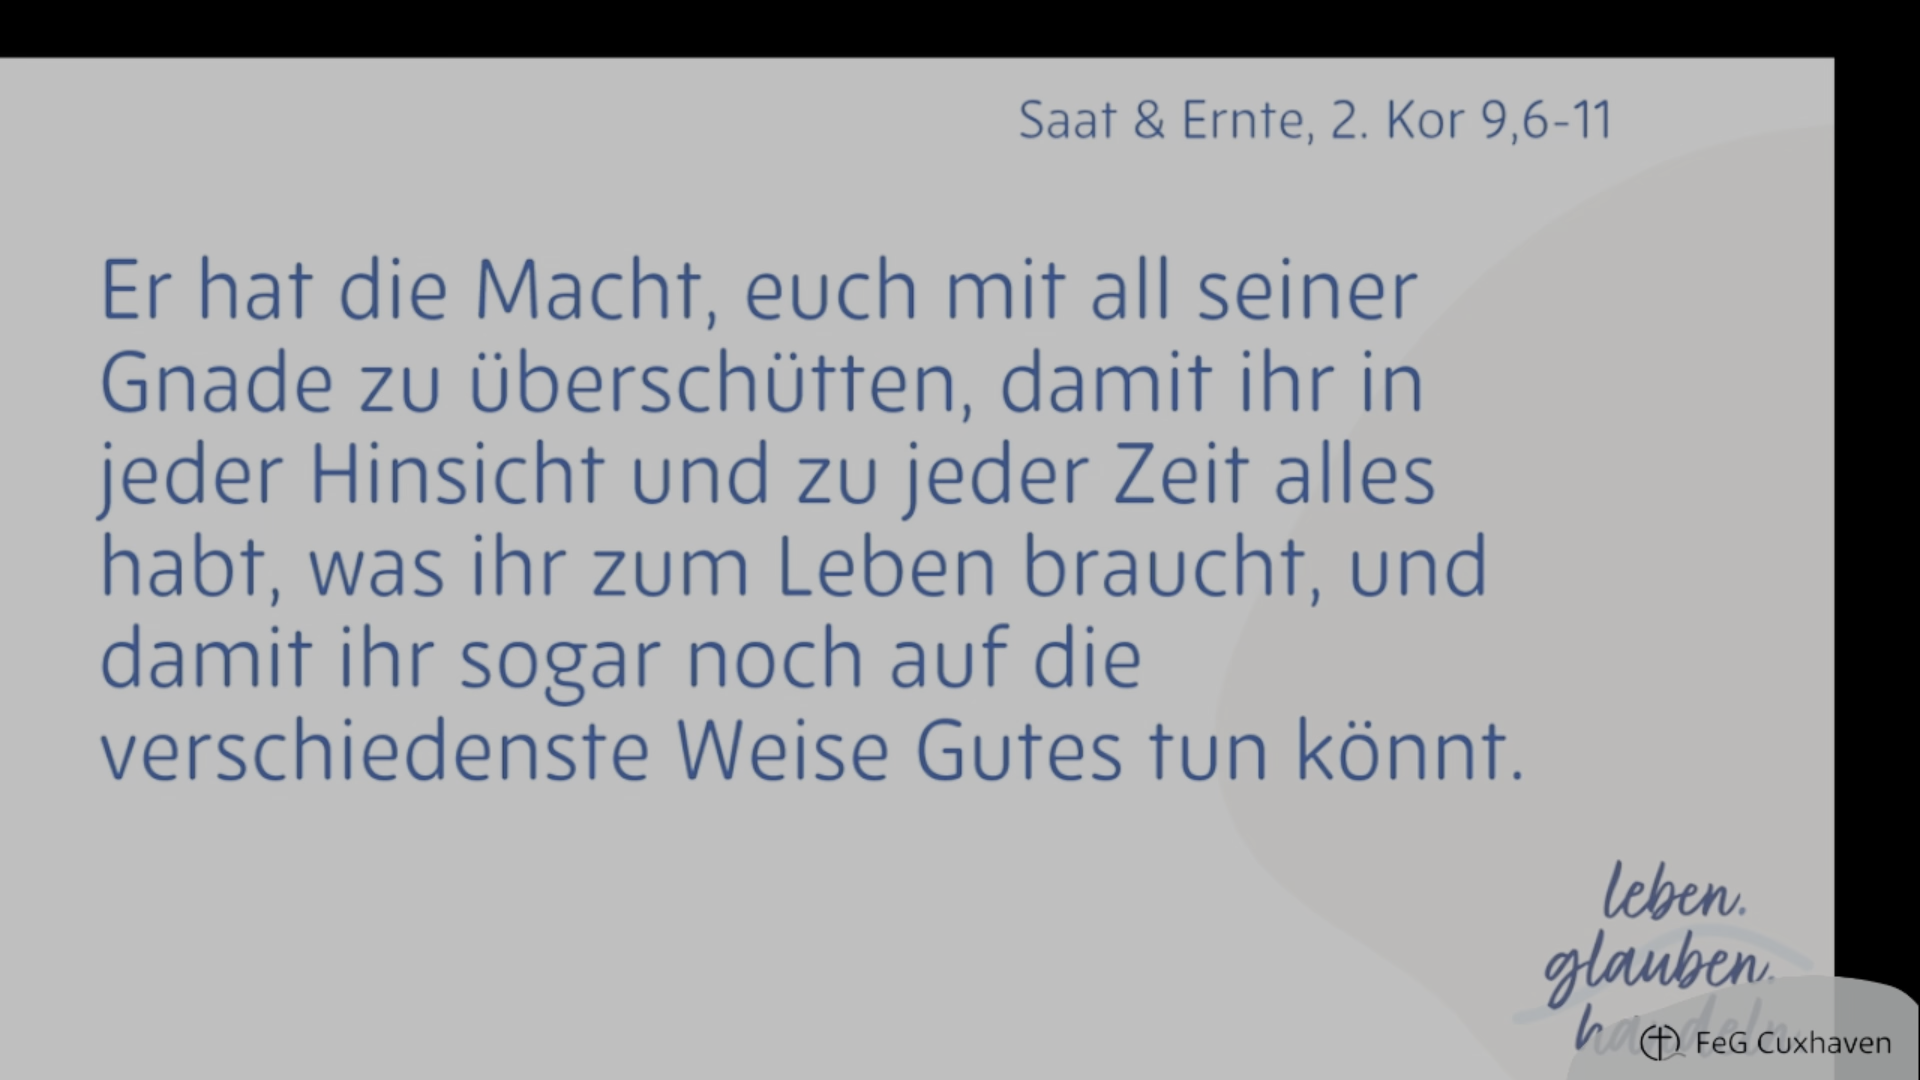 Saat & Ernte, 2. Kor 9,6-11
Er hat die Macht, euch mit all seiner
Gnade zu überschütten, damit ihr in
jeder Hinsicht und zu jeder Zeit alles
habt, was ihr zum Leben braucht, und
damit ihr sogar noch auf die
verschiedenste Weise Gutes tun könnt.
leben.
glauben.
handeln.
FeG Cuxhaven